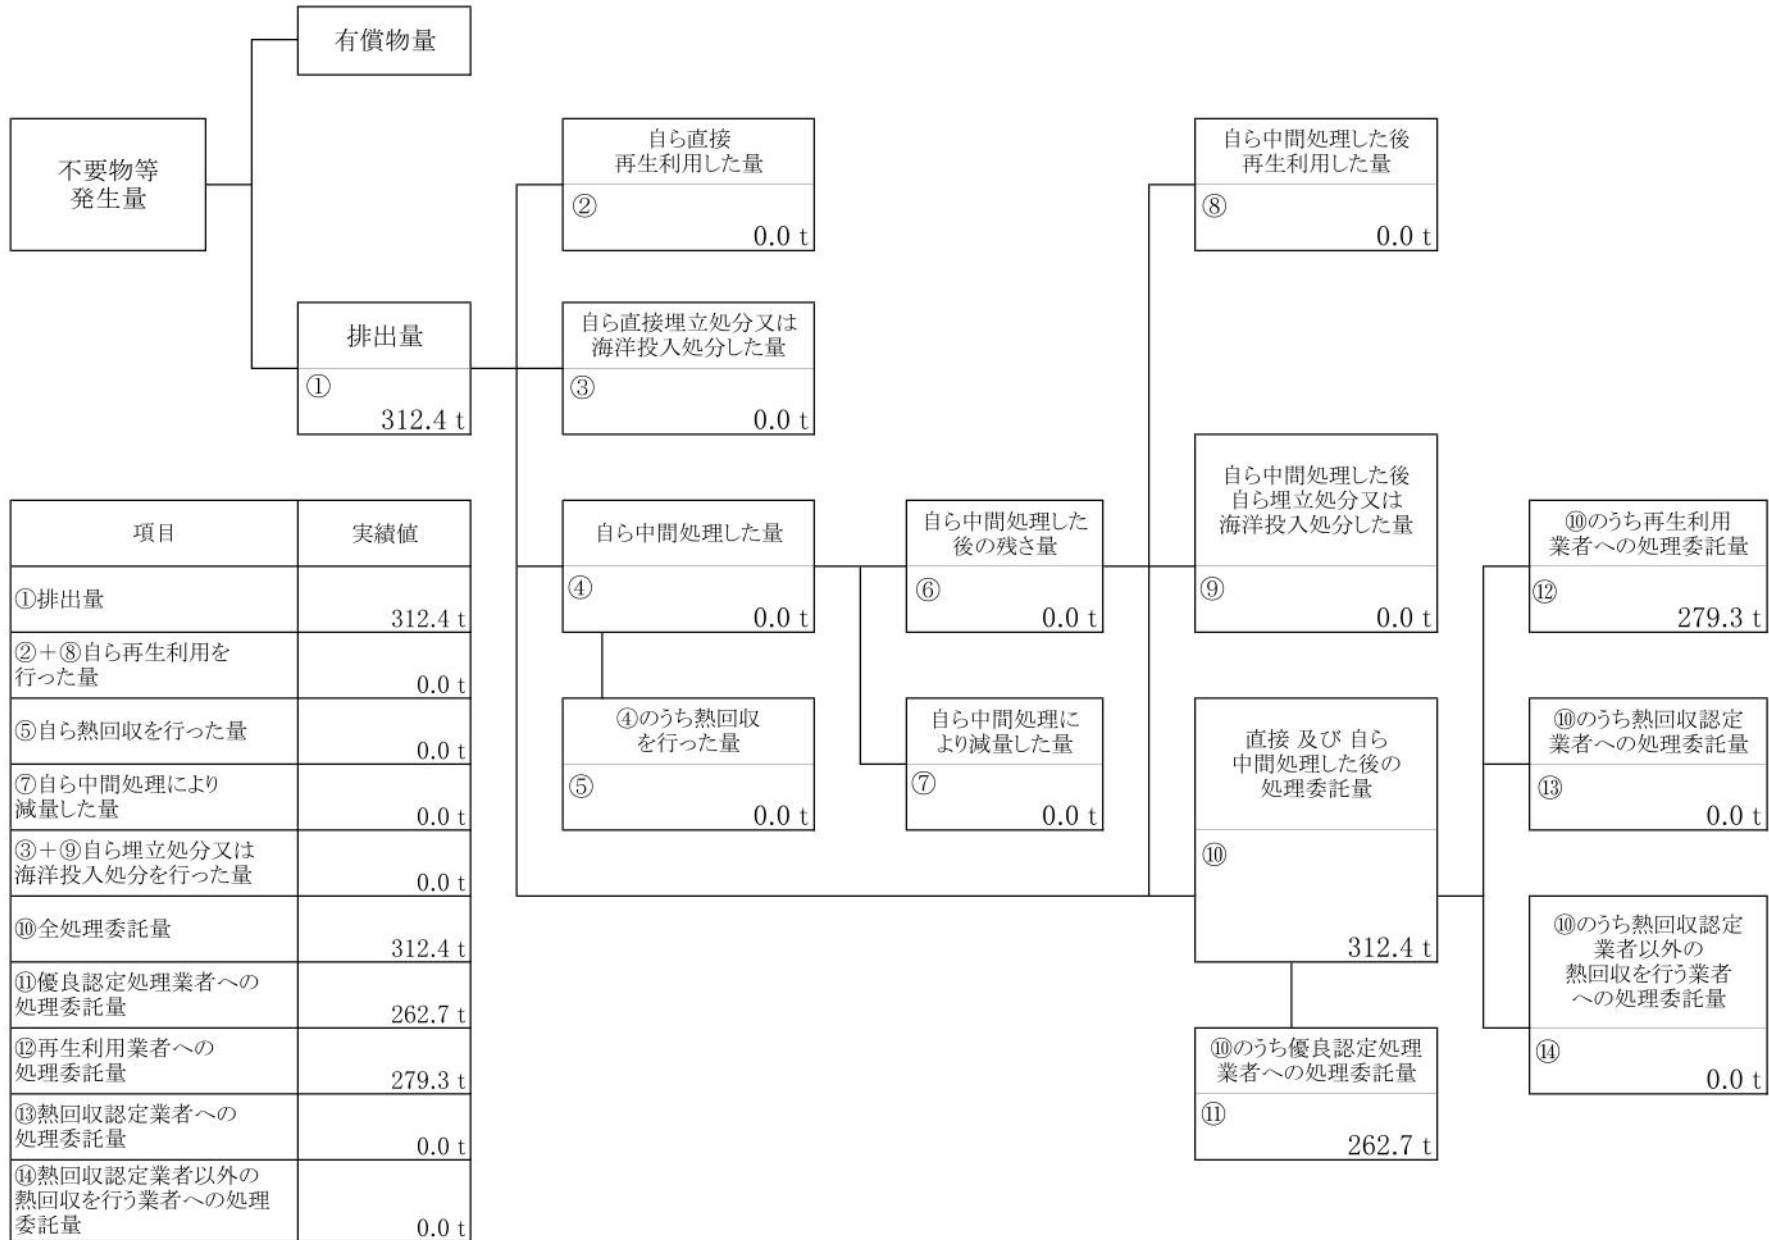 有償物量
不要物等
発生量
排出量
①
312.4 t
自ら直接
再生利用した量
②
0.0 t
自ら直接埋立処分又は
海洋投入処分した量
③
0.0 t
自ら中間処理した量
④
0.0 t
④のうち熱回収
を行った量
⑤
0.0 t
自ら中間処理した
後の残さ量
⑥
0.0 t
自ら中間処理に
より減量した量
⑦
0.0 t
自ら中間処理した後
再生利用した量
⑧
0.0 t
自ら中間処理した後
自ら埋立処分又は
海洋投入処分した量
⑨
0.0 t
直接 及び 自ら
中間処理した後の
処理委託量
⑩
312.4 t
⑩のうち優良認定処理
業者への処理委託量
⑪
262.7 t
⑩のうち再生利用
業者への処理委託量
⑫
279.3 t
⑩のうち熱回収認定
業者への処理委託量
⑬
0.0 t
⑩のうち熱回収認定
業者以外の
熱回収を行う業者
への処理委託量
⑭
0.0 t
項目 実績値
①排出量
312.4 t
②＋⑧自ら再生利用を
行った量
0.0 t
⑤自ら熱回収を行った量
0.0 t
⑦自ら中間処理により
減量した量
0.0 t
③＋⑨自ら埋立処分又は
海洋投入処分を行った量
0.0 t
⑩全処理委託量
312.4 t
⑪優良認定処理業者への
処理委託量
262.7 t
⑫再生利用業者への
処理委託量
279.3 t
⑬熱回収認定業者への
処理委託量
0.0 t
⑭熱回収認定業者以外の
熱回収を行う業者への処理
委託量
0.0 t